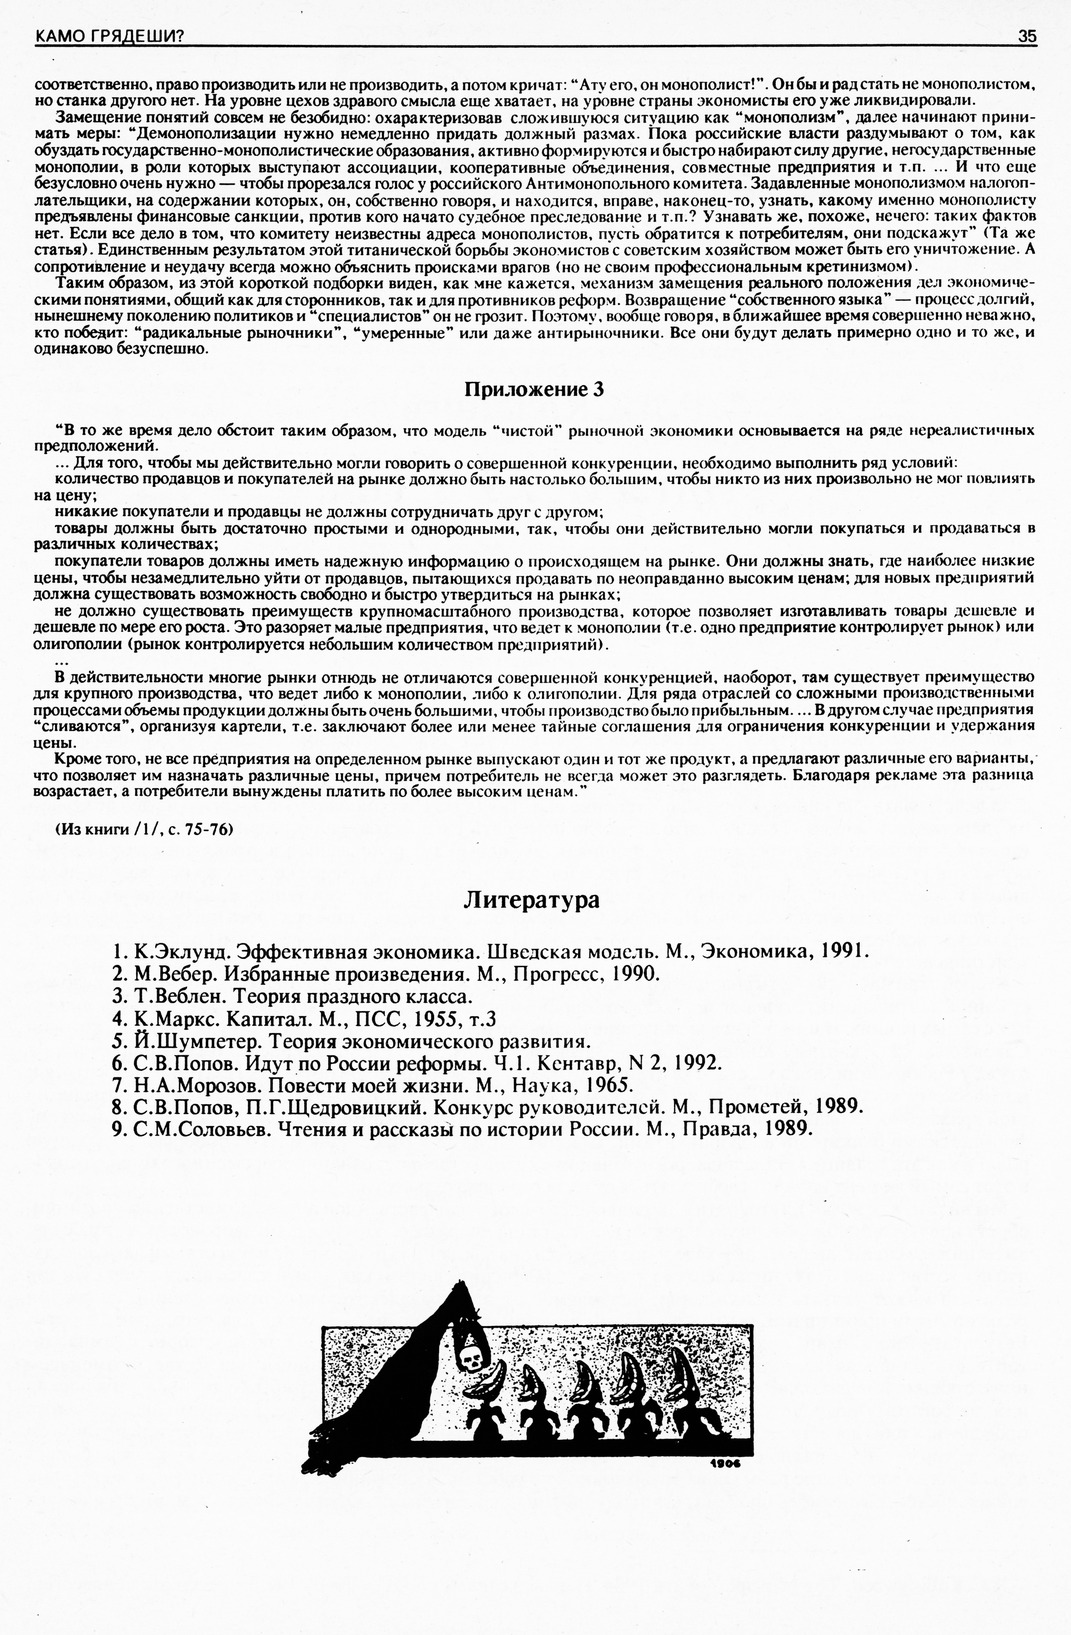 КАМО ГРЯДЕШИ? 35
соответственно, право производить или не производить, а потом кричат: “Ату его, он монополист!”. Он бы и рад стать не монополистом,
но станка другого нет. На уровне цехов здравого смысла еще хватает, на уровне страны экономисты его уже ликвидировали.
Замещение понятий совсем не безобидно: охарактеризовав сложившуюся ситуацию как “монополизм”, далее начинают прини-
мать меры: “Демонополизации нужно немедленно придать должный размах. Пока российские власти раздумывают о том, как
обуздать государственно-монополистические образования, активно формируются и быстро набирают силу другие, негосударственные
монополии, в роли которых выступают ассоциации, кооперативные объединения, совместные предприятия и т.п. ... И что еще
безусловно очень нужно — чтобы прорезался голос у российского Антимонопольного комитета. Задавленные монополизмом налогоп-
лательщики, на содержании которых, он, собственно говоря, и находится, вправе, наконец-то, узнать, какому именно монополисту
предъявлены финансовые санкции, против кого начато судебное преследование и т.п.? Узнавать же, похоже, нечего: таких фактов
нет. Если все дело в том, что комитету неизвестны адреса монополистов, пусть обратится к потребителям, они подскажут” (Та же
статья). Единственным результатом этой титанической борьбы экономистов с советским хозяйством может быть его уничтожение. А
сопротивление и неудачу всегда можно объяснить происками врагов (но не своим профессиональным кретинизмом).
Таким образом, из этой короткой подборки виден, как мне кажется, механизм замещения реального положения дел экономиче-
скими понятиями, общий как для сторонников, так и для противников реформ. Возвращение “собственного языка” — процесс долгий,
нынешнему поколению политиков и “специалистов” он не грозит. Поэтому, вообще говоря, в ближайшее время совершенно неважно,
кто победит: “радикальные рыночники”, “умеренные” или даже антирыночники. Все они будут делать примерно одно и то же, и
одинаково безуспешно.
Приложение 3
“В то же время дело обстоит таким образом, что модель “чистой” рыночной экономики основывается на ряде нереалистичных
предположений.
... Для того, чтобы мы действительно могли говорить о совершенной конкуренции, необходимо выполнить ряд условий:
количество продавцов и покупателей на рынке должно быть настолько большим, чтобы никто из них произвольно не мог повлиять
на цену;
никакие покупатели и продавцы не должны сотрудничать друг с другом;
товары должны быть достаточно простыми и однородными, так, чтобы они действительно могли покупаться и продаваться в
различных количествах;
покупатели товаров должны иметь надежную информацию о происходящем на рынке. Они должны знать, где наиболее низкие
цены, чтобы незамедлительно уйти от продавцов, пытающихся продавать по неоправданно высоким ценам; для новых предприятий
должна существовать возможность свободно и быстро утвердиться на рынках;
не должно существовать преимуществ крупномасштабного производства, которое позволяет изготавливать товары дешевле и
дешевле по мере его роста. Это разоряет малые предприятия, что ведет к монополии (т.е. одно предприятие контролирует рынок) или
олигополии (рынок контролируется небольшим количеством предприятий).
...
В действительности многие рынки отнюдь не отличаются совершенной конкуренцией, наоборот, там существует преимущество
для крупного производства, что ведет либо к монополии, либо к олигополии. Для ряда отраслей со сложными производственными
процессами объемы продукции должны быть очень большими, чтобы производство было прибыльным. ... В другом случае предприятия
“сливаются”, организуя картели, т.е. заключают более или менее тайные соглашения для ограничения конкуренции и удержания
цены.
Кроме того, не все предприятия на определенном рынке выпускают один и тот же продукт, а предлагают различные его варианты,
что позволяет им назначать различные цены, причем потребитель не всегда может это разглядеть. Благодаря рекламе эта разница
возрастает, а потребители вынуждены платить по более высоким ценам.”
(Из книги /1/, с. 75-76)
Литература
1. К.Эклунд. Эффективная экономика. Шведская модель. М., Экономика, 1991.
2. М.Вебер. Избранные произведения. М., Прогресс, 1990.
3. Т.Веблен. Теория праздного класса.
4. К.Маркс. Капитал. М., ПСС, 1955, т.3
5. Й.Шумпетер. Теория экономического развития.
6. С.В.Попов. Идут по России реформы. Ч.1. Кентавр, N 2, 1992.
7. Н.А.Морозов. Повести моей жизни. М., Наука, 1965.
8. С.В.Попов, П.Г.Щедровицкий. Конкурс руководителей. М., Прометей, 1989.
9. С.М.Соловьев. Чтения и рассказы по истории России. М., Правда, 1989.
1906